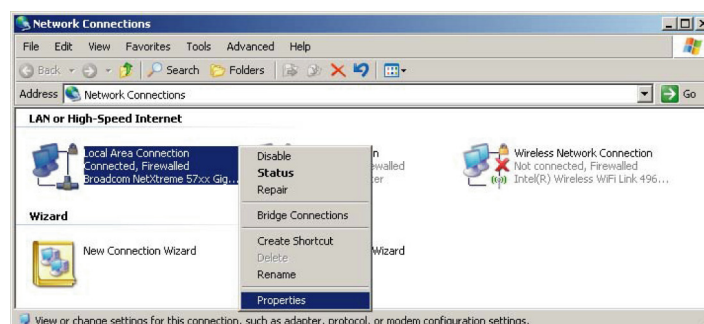 Network Connections
File Edit View Favorites Tools Advanced Help
Back Search Folders
Address Network Connections Go
LAN or High-Speed Internet
Local Area Connection
Connected, Firewalled
Broadcom NetXtreme 57xx Gig...
Disable
Status
Repair
Bridge Connections
Create Shortcut
Delete
Rename
Properties
Wireless Network Connection
Not connected, Firewalled
Intel(R) Wireless WiFi Link 496...
Wizard
New Connection Wizard
Wizard
View or change settings for this connection, such as adapter, protocol, or modem configuration settings.